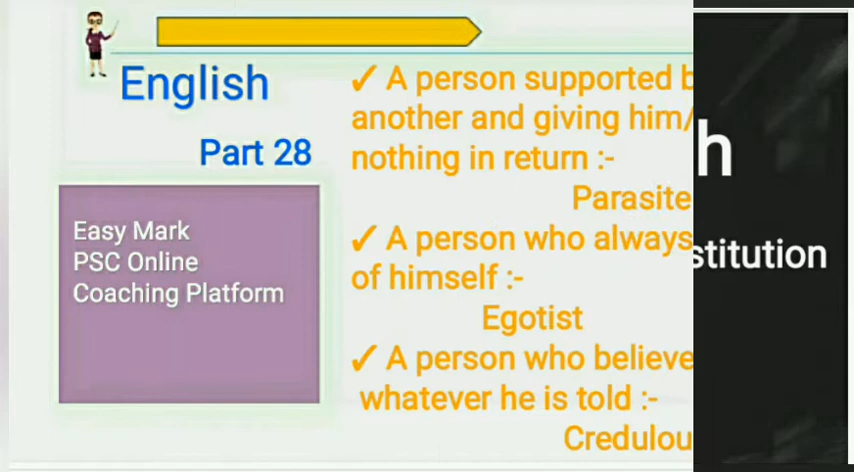 English
Part 28
Easy Mark
PSC Online
Coaching Platform
✓ A person supported b
another and giving him/
nothing in return :-
Parasite
✓ A person who always
of himself :-
Egotist
✓ A person who believe
whatever he is told :-
Credulou
h
stitution